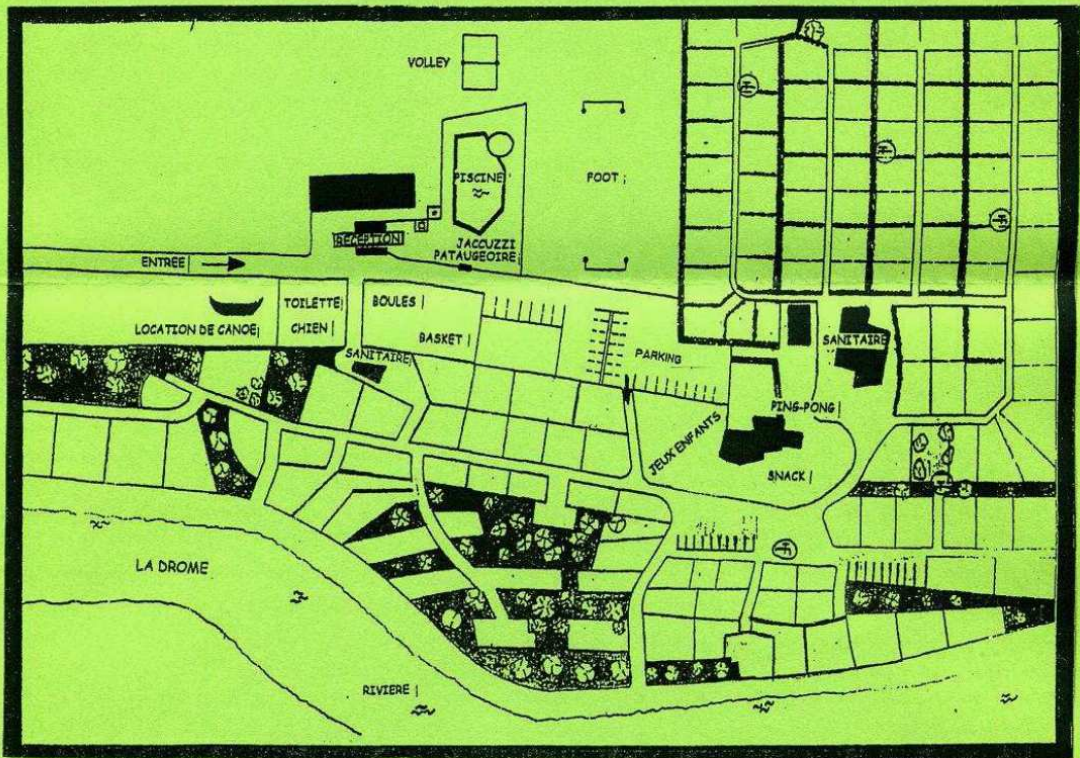 VOLLEY
PISCINE
FOOT
RECEPTION
JACCUZZI
PATAUGEOIRE
ENTREE
TOILETTE
CHIEN
BOULES
LOCATION DE CANOE
BASKET
SANITAIRE
SANITAIRE
PARKING
PING-PONG
JEUX ENFANTS
SNACK
LA DROME
RIVIERE